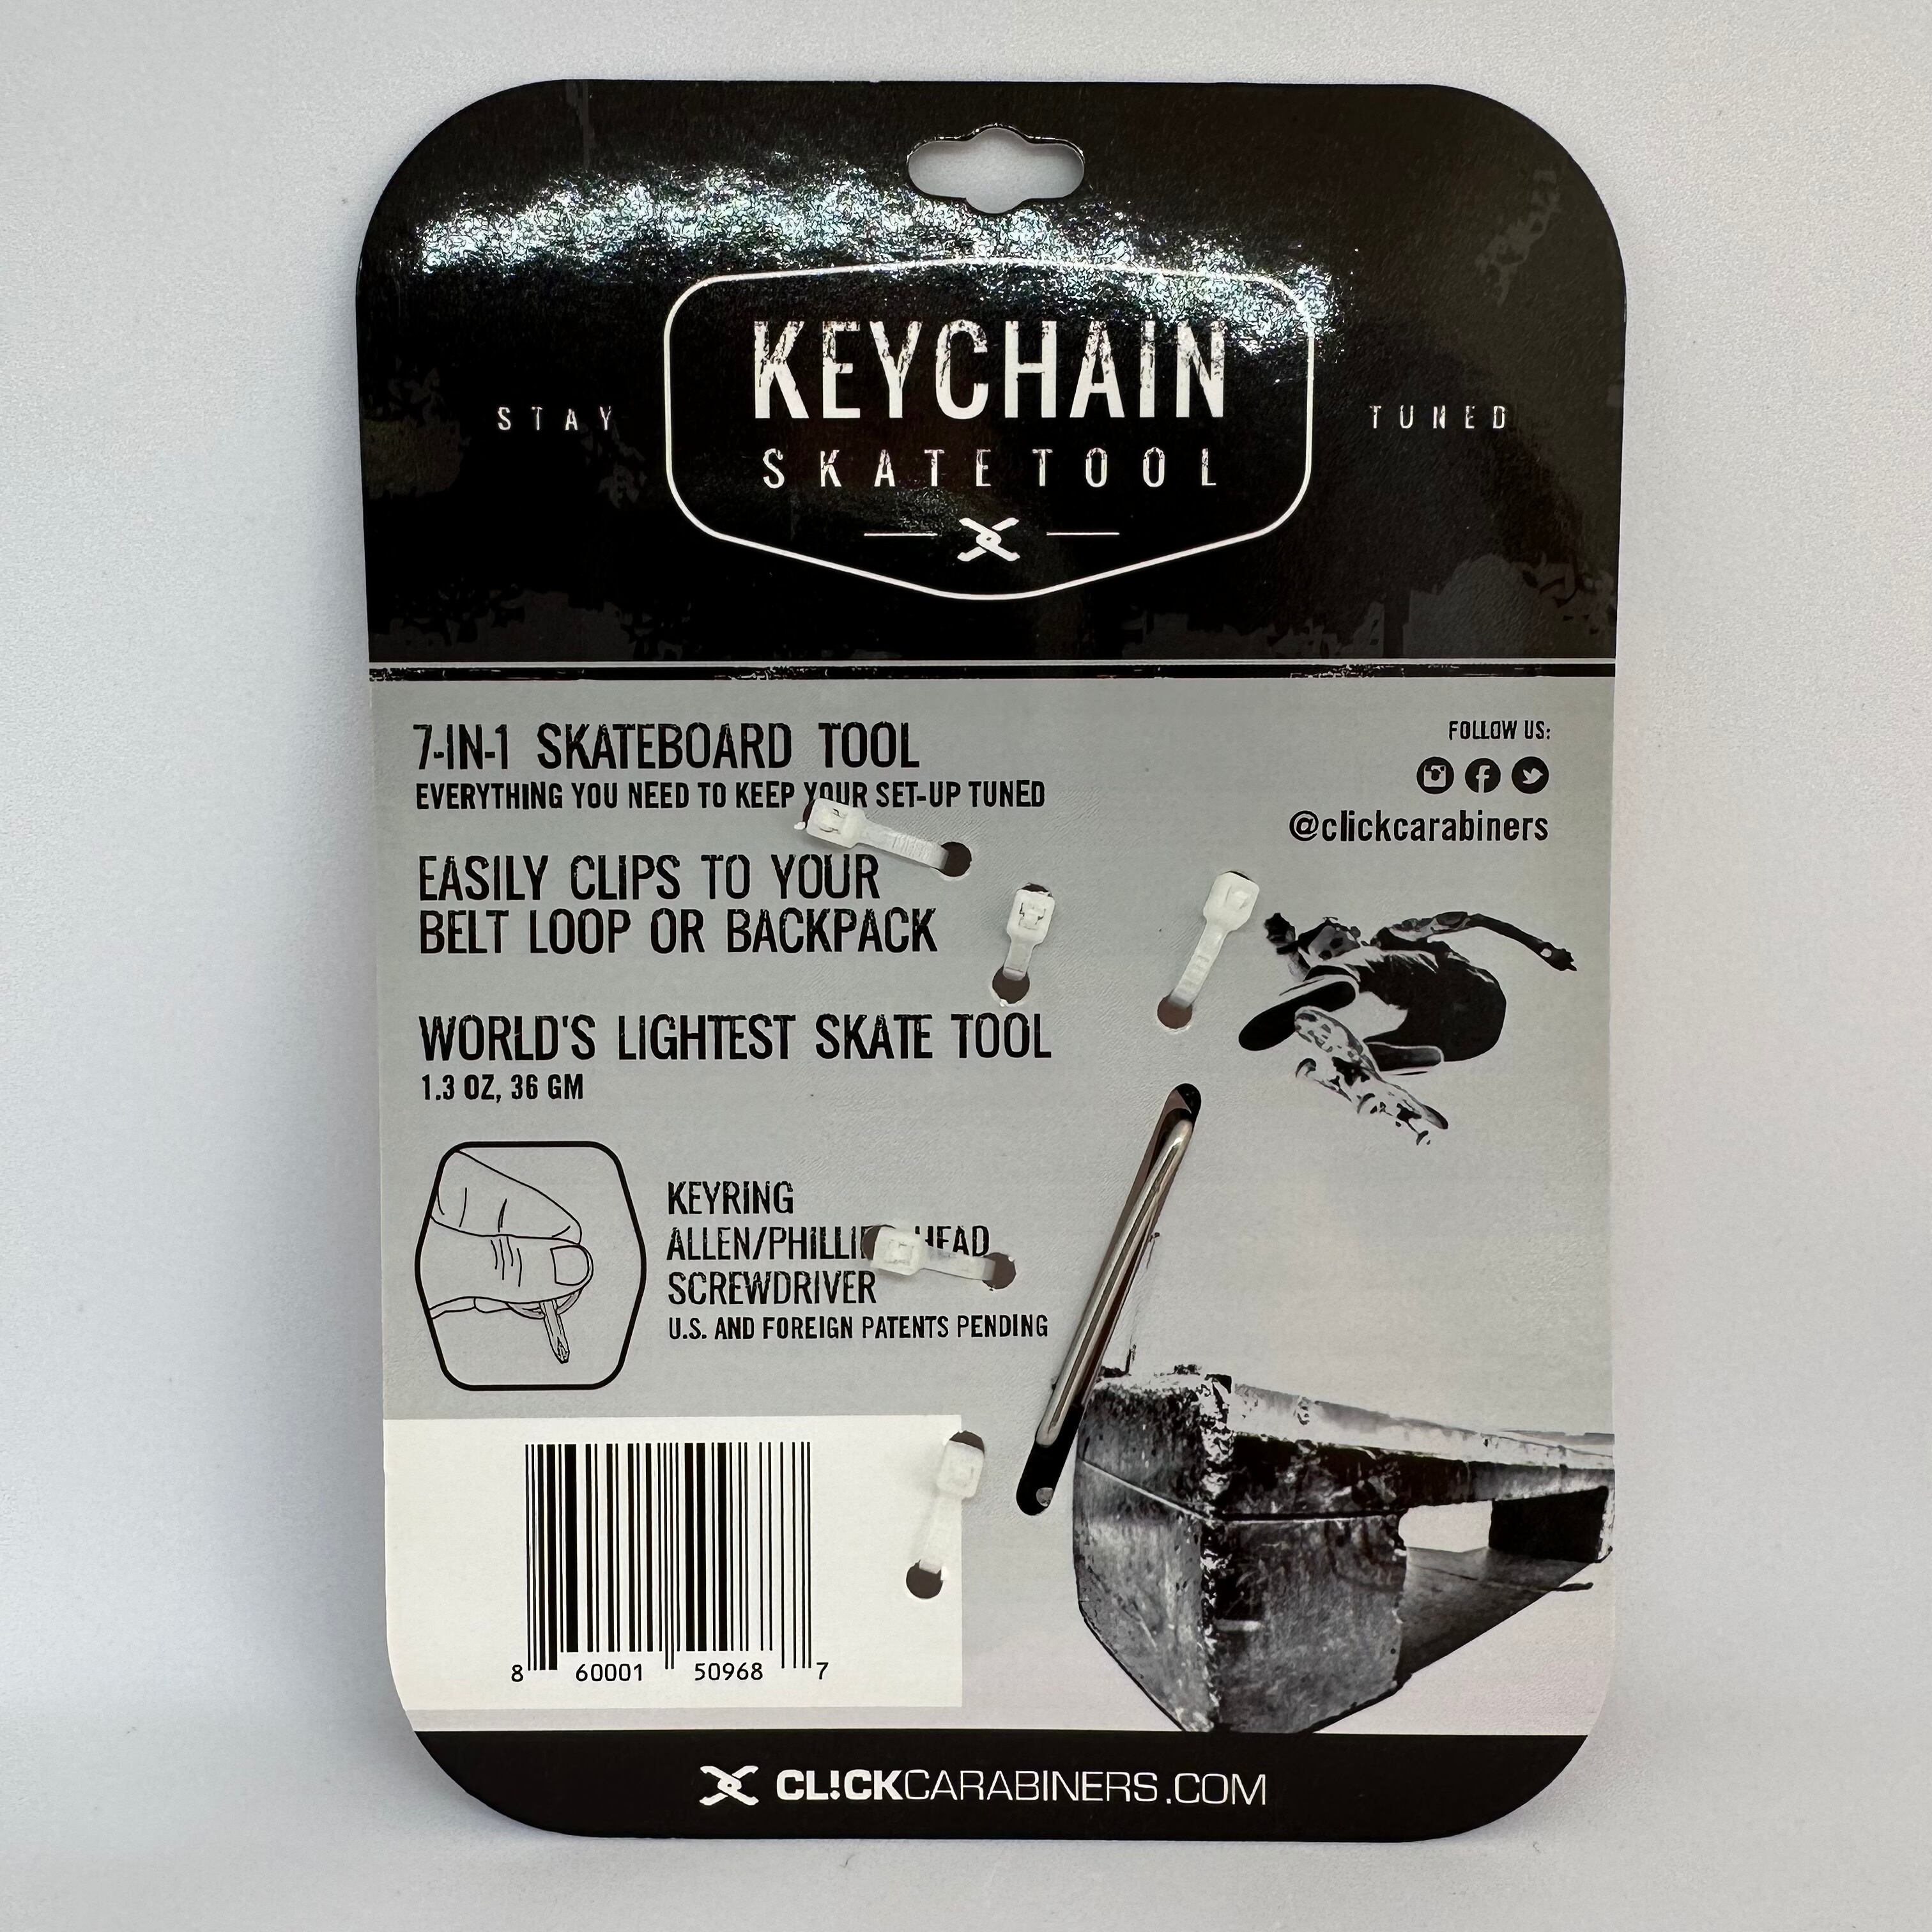 STAY
KEYCHAIN
SKATETOOL
TUNED
7-IN-1 SKATEBOARD TOOL
EVERYTHING YOU NEED TO KEEP YOUR SET-UP TUNED
EASILY CLIPS TO YOUR
BELT LOOP OR BACKPACK
WORLD'S LIGHTEST SKATE TOOL
1.3 OZ, 36 GM
FOLLOW US:
@clickcarabiners
KEYRING
ALLEN/PHILLI HEAD
SCREWDRIVER
U.S. AND FOREIGN PATENTS PENDING
8 60001 50968 7
CL!CKCARABINERS.COM